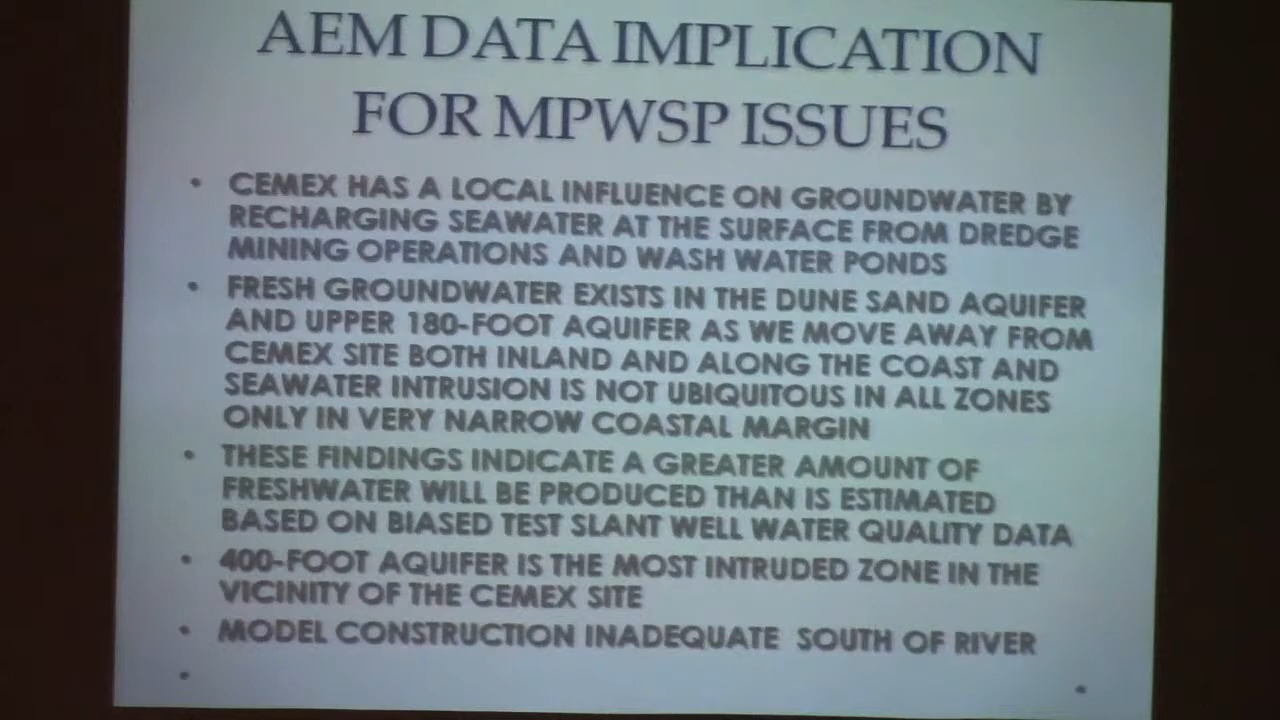 AEM DATA IMPLICATION
FOR MPWSP ISSUES
• CEMEX HAS A LOCAL INFLUENCE ON GROUNDWATER BY
RECHARGING SEAWATER AT THE SURFACE FROM DREDGE
MINING OPERATIONS AND WASH WATER PONDS
• FRESH GROUNDWATER EXISTS IN THE DUNE SAND AQUIFER
AND UPPER 180-FOOT AQUIFER AS WE MOVE AWAY FROM
CEMEX SITE BOTH INLAND AND ALONG THE COAST AND
SEAWATER INTRUSION IS NOT UBIQUITOUS IN ALL ZONES
ONLY IN VERY NARROW COASTAL MARGIN
• THESE FINDINGS INDICATE A GREATER AMOUNT OF
FRESHWATER WILL BE PRODUCED THAN IS ESTIMATED
BASED ON BIASED TEST SLANT WELL WATER QUALITY DATA
• 400-FOOT AQUIFER IS THE MOST INTRUDED ZONE IN THE
VICINITY OF THE CEMEX SITE
• MODEL CONSTRUCTION INADEQUATE SOUTH OF RIVER